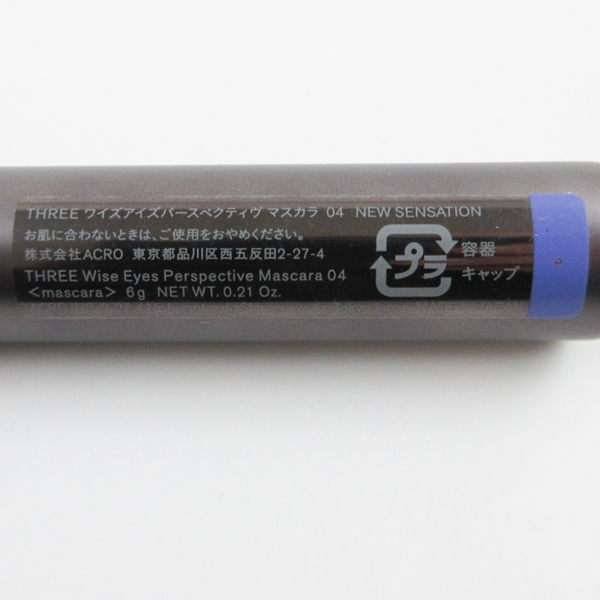 THREE ワイズアイズパースペクティヴ マスカラ 04 NEW SENSATION
お肌に合わないときは、ご使用をおやめください。
株式会社ACRO 東京都品川区西五反田2-27-4
THREE Wise Eyes Perspective Mascara 04
<mascara> 6g NET WT. 0.21 Oz.
プラ
容器
キャップ